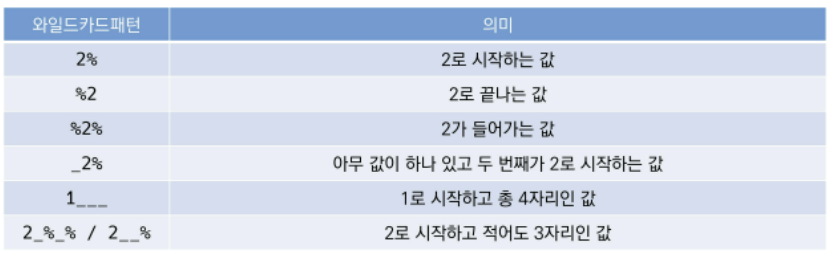 와일드카드패턴 의미
2% 2로 시작하는 값
%2 2로 끝나는 값
%2% 2가 들어가는 값
_2% 아무 값이 하나 있고 두 번째가 2로 시작하는 값
1___ 1로 시작하고 총 4자리인 값
2_%_% / 2__% 2로 시작하고 적어도 3자리인 값